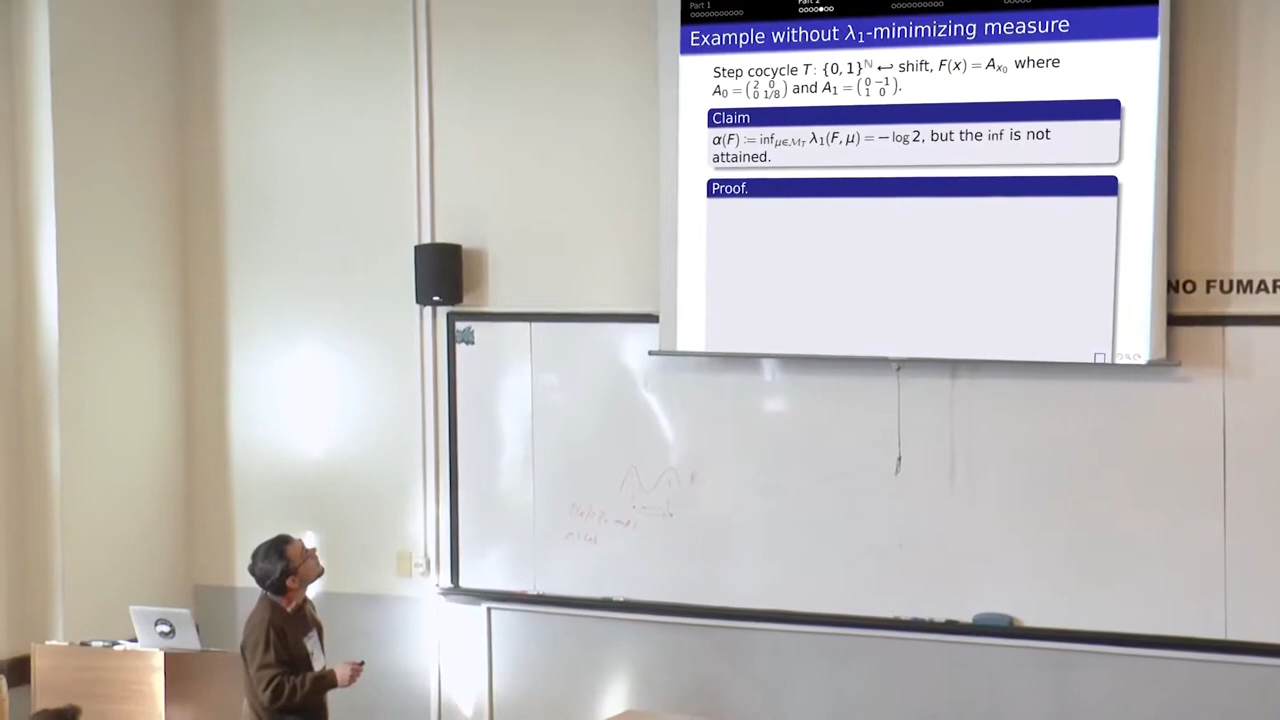 Part 1
Part 2
Example without λ₁-minimizing measure
Step cocycle T: {0, 1}^ℕ ↩ shift, F(x) = A_{x₀} where
A₀ = (2 0 / 0 1/8) and A₁ = (0 −1 / 1 0).
Claim
α(F) := inf_{μ∈M_T} λ₁(F, μ) = − log 2, but the inf is not
attained.
Proof.
NO FUMAR